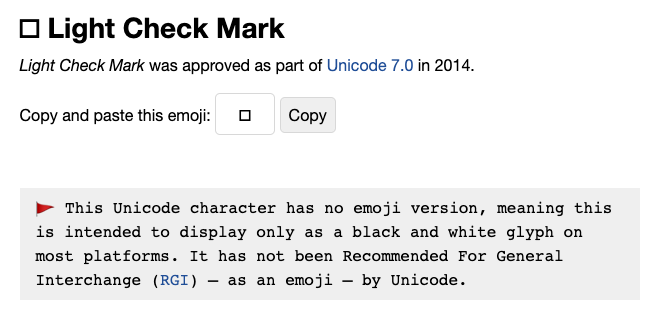 □ Light Check Mark
Light Check Mark was approved as part of Unicode 7.0 in 2014.
Copy and paste this emoji: □ Copy
🚩 This Unicode character has no emoji version, meaning this
is intended to display only as a black and white glyph on
most platforms. It has not been Recommended For General
Interchange (RGI) — as an emoji — by Unicode.